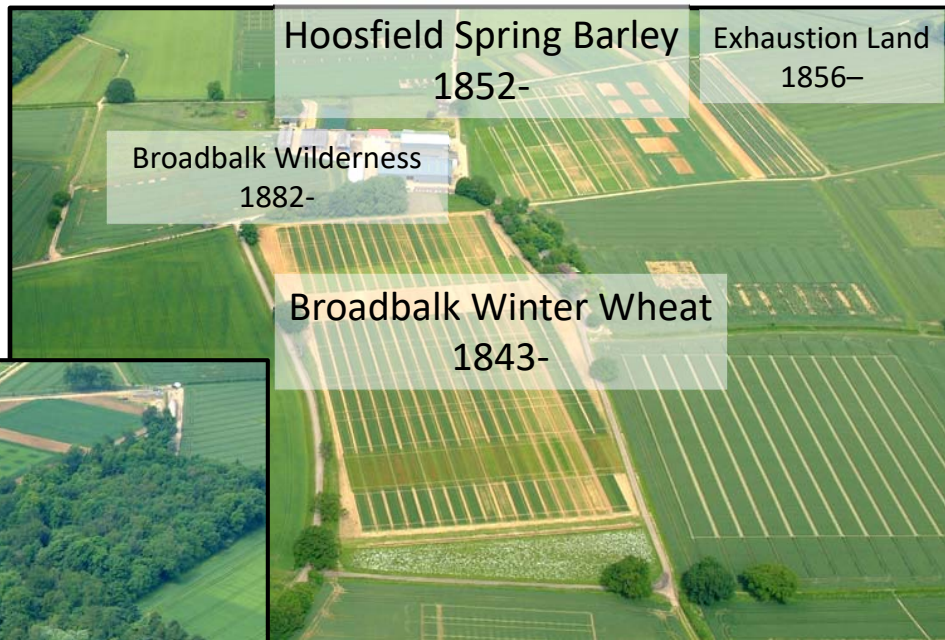 Hoosfield Spring Barley
1852-
Exhaustion Land
1856–
Broadbalk Wilderness
1882-
Broadbalk Winter Wheat
1843-